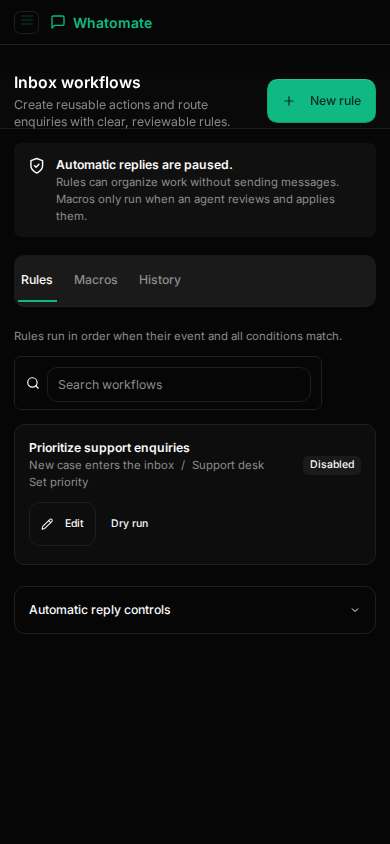 Whatomate
Inbox workflows
Create reusable actions and route
enquiries with clear, reviewable rules.
New rule
Automatic replies are paused.
Rules can organize work without sending messages.
Macros only run when an agent reviews and applies
them.
Rules
Macros
History
Rules run in order when their event and all conditions match.
Search workflows
Prioritize support enquiries
New case enters the inbox / Support desk
Set priority
Disabled
Edit
Dry run
Automatic reply controls